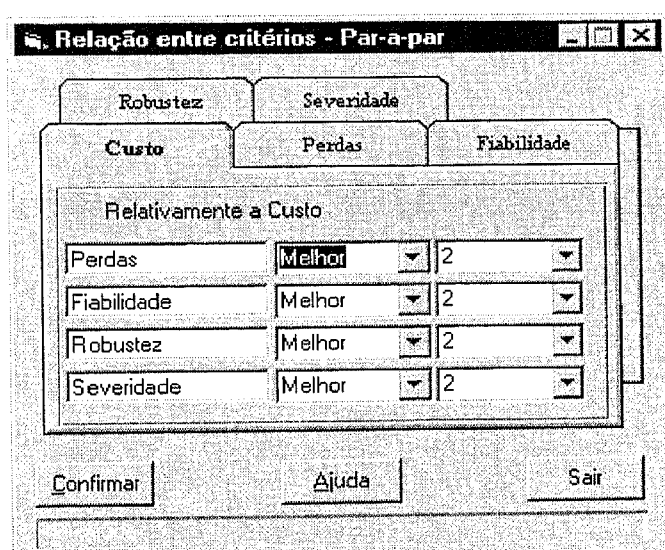 Relação entre critérios - Par-a-par
Robustez Severidade
Custo Perdas Fiabilidade
Relativamente a Custo
Perdas Melhor 2
Fiabilidade Melhor 2
Robustez Melhor 2
Severidade Melhor 2
Confirmar Ajuda Sair